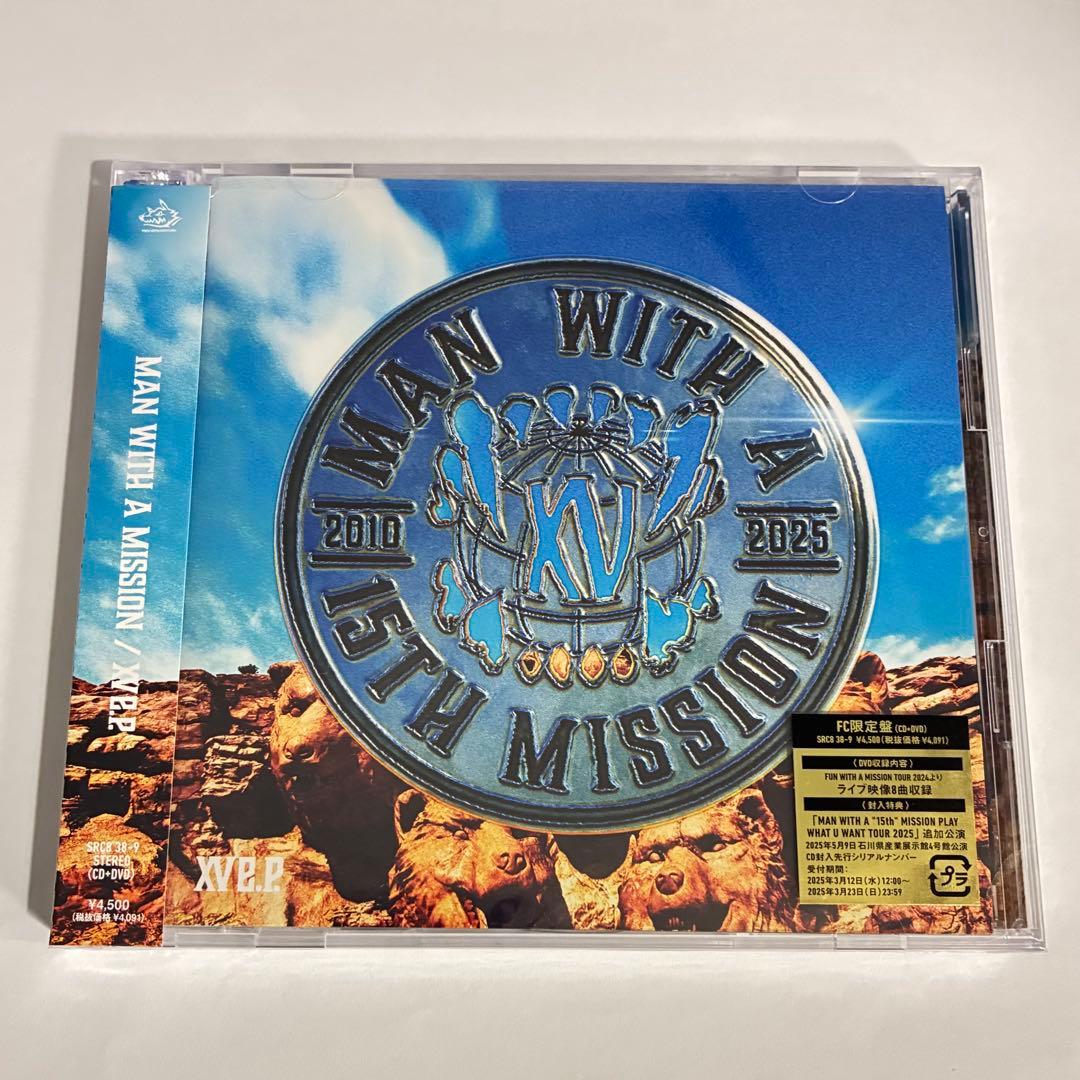 MAN WITH A MISSION / XV e.p.
SRC8 38-9
STEREO
(CD+DVD)
¥4,500
(税抜価格 ¥4,091)
MAN WITH A
2010
XV
2025
15TH MISSION
XV e.p.
FC限定盤(CD+DVD)
SRC8 38-9 ¥4,500(税抜価格 ¥4,091)
〈DVD収録内容〉
FUN WITH A MISSION TOUR 2024より
ライブ映像8曲収録
〈封入特典〉
「MAN WITH A "15th" MISSION PLAY
WHAT U WANT TOUR 2025」追加公演
2025年5月9日 石川県産業展示館4号館公演
CD封入先行シリアルナンバー
受付期間:
2025年3月12日(水)12:00〜
2025年3月23日(日)23:59
プラ